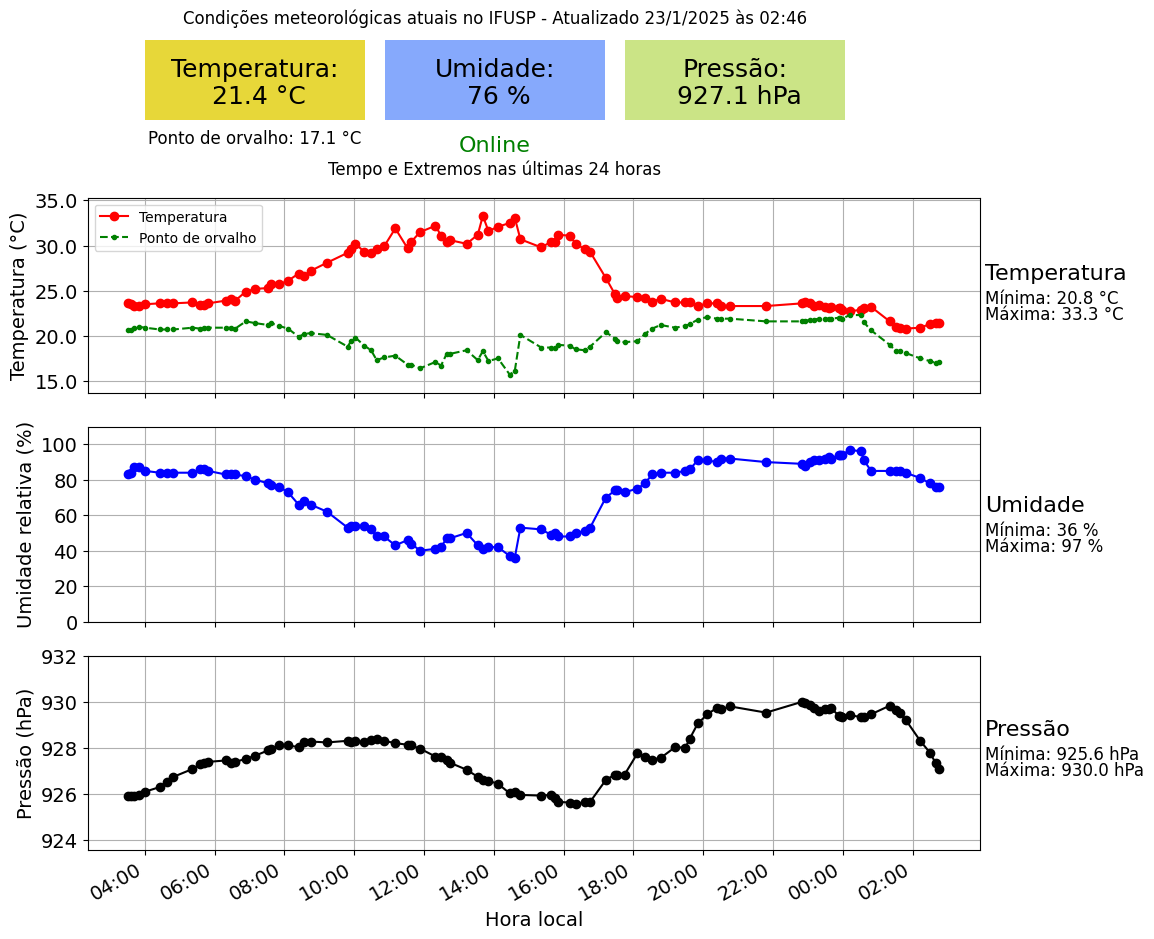 Condições meteorológicas atuais no IFUSP - Atualizado 23/1/2025 às 02:46
Temperatura:
21.4 °C
Umidade:
76 %
Pressão:
927.1 hPa
Ponto de orvalho: 17.1 °C
Online
Tempo e Extremos nas últimas 24 horas
Temperatura (°C)
35.0
30.0
25.0
20.0
15.0
Temperatura
Ponto de orvalho
Temperatura
Mínima: 20.8 °C
Máxima: 33.3 °C
Umidade relativa (%)
100
80
60
40
20
0
Umidade
Mínima: 36 %
Máxima: 97 %
Pressão (hPa)
932
930
928
926
924
Pressão
Mínima: 925.6 hPa
Máxima: 930.0 hPa
04:00
06:00
08:00
10:00
12:00
14:00
16:00
18:00
20:00
22:00
00:00
02:00
Hora local